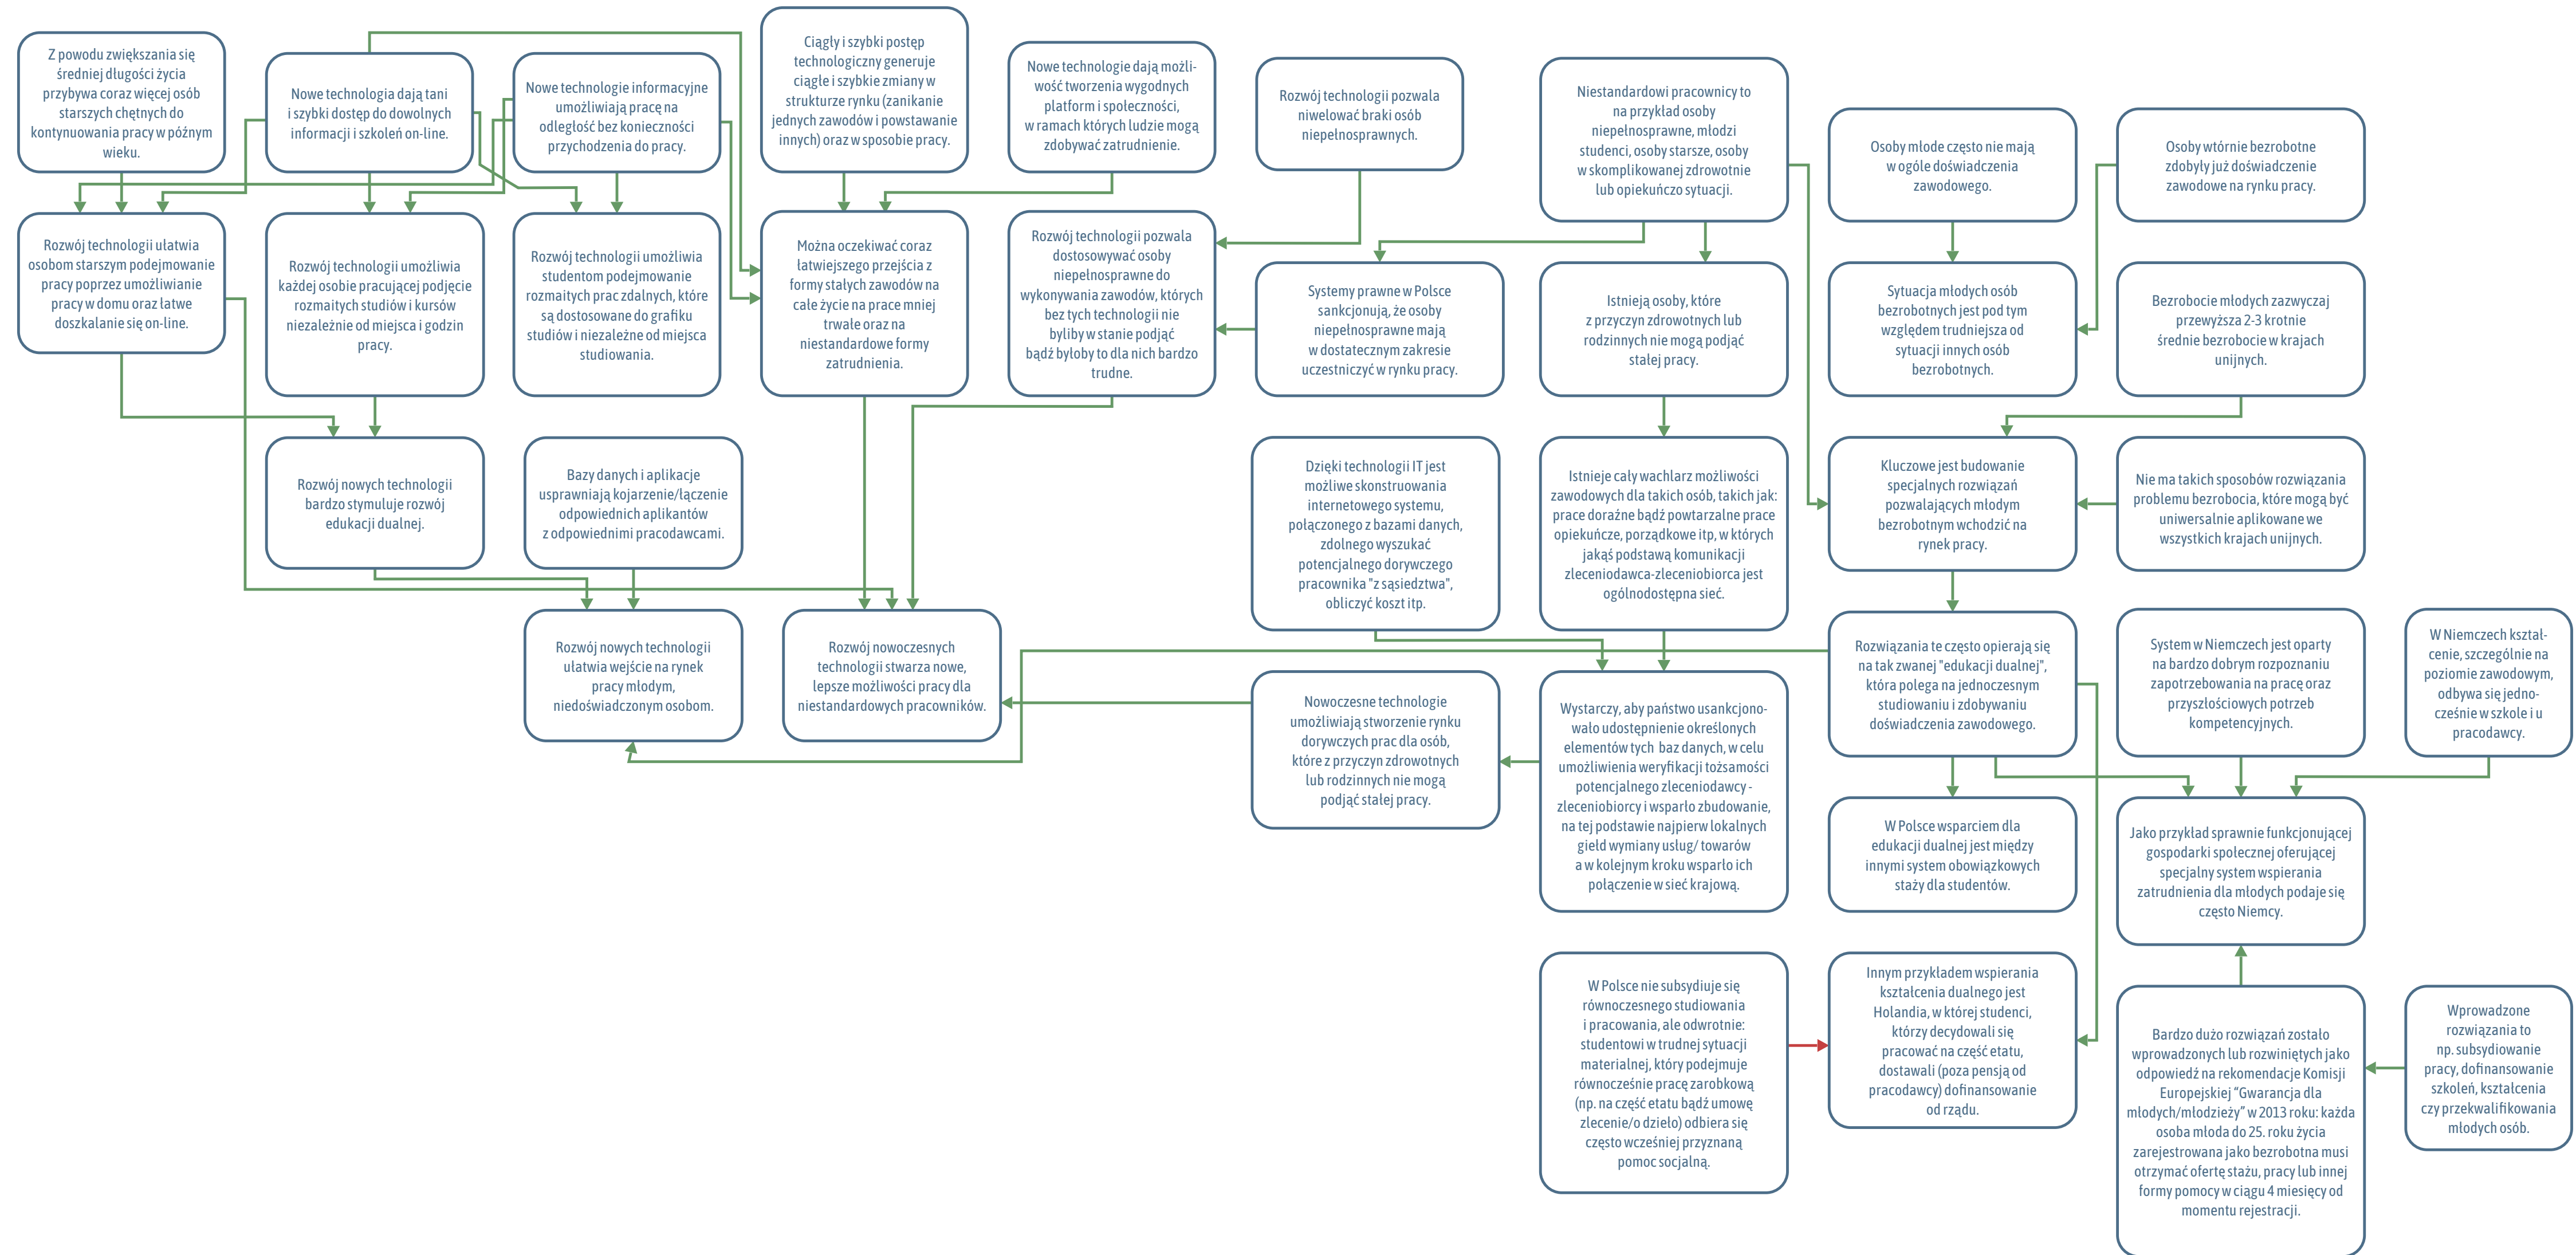 Z powodu zwiększania się
średniej długości życia
przybywa coraz więcej osób
starszych chętnych do
kontynuowania pracy w późnym
wieku.
Nowe technologia dają tani
i szybki dostęp do dowolnych
informacji i szkoleń on-line.
Nowe technologie informacyjne
umożliwiają pracę na
odległość bez konieczności
przychodzenia do pracy.
Ciągły i szybki postęp
technologiczny generuje
ciągłe i szybkie zmiany w
strukturze rynku (zanikanie
jednych zawodów i powstawanie
innych) oraz w sposobie pracy.
Nowe technologie dają możli-
wość tworzenia wygodnych
platform i społeczności,
w ramach których ludzie mogą
zdobywać zatrudnienie.
Rozwój technologii pozwala
niwelować braki osób
niepełnosprawnych.
Niestandardowi pracownicy to
na przykład osoby
niepełnosprawne, młodzi
studenci, osoby starsze, osoby
w skomplikowanej zdrowotnie
lub opiekuńczo sytuacji.
Osoby młode często nie mają
w ogóle doświadczenia
zawodowego.
Osoby wtórnie bezrobotne
zdobyły już doświadczenie
zawodowe na rynku pracy.
Rozwój technologii ułatwia
osobom starszym podejmowanie
pracy poprzez umożliwianie
pracy w domu oraz łatwe
doszkalanie się on-line.
Rozwój technologii umożliwia
każdej osobie pracującej podjęcie
rozmaitych studiów i kursów
niezależnie od miejsca i godzin
pracy.
Rozwój technologii umożliwia
studentom podejmowanie
rozmaitych prac zdalnych, które
są dostosowane do grafiku
studiów i niezależne od miejsca
studiowania.
Można oczekiwać coraz
łatwiejszego przejścia z
formy stałych zawodów na
całe życie na prace mniej
trwałe oraz na
niestandardowe formy
zatrudnienia.
Rozwój technologii pozwala
dostosowywać osoby
niepełnosprawne do
wykonywania zawodów, których
bez tych technologii nie
byliby w stanie podjąć
bądź byłoby to dla nich bardzo
trudne.
Systemy prawne w Polsce
sankcjonują, że osoby
niepełnosprawne mają
w dostatecznym zakresie
uczestniczyć w rynku pracy.
Istnieją osoby, które
z przyczyn zdrowotnych lub
rodzinnych nie mogą podjąć
stałej pracy.
Sytuacja młodych osób
bezrobotnych jest pod tym
względem trudniejsza od
sytuacji innych osób
bezrobotnych.
Bezrobocie młodych zazwyczaj
przewyższa 2-3 krotnie
średnie bezrobocie w krajach
unijnych.
Rozwój nowych technologii
bardzo stymuluje rozwój
edukacji dualnej.
Bazy danych i aplikacje
usprawniają kojarzenie/łączenie
odpowiednich aplikantów
z odpowiednimi pracodawcami.
Dzięki technologii IT jest
możliwe skonstruowania
internetowego systemu,
połączonego z bazami danych,
zdolnego wyszukać
potencjalnego dorywczego
pracownika "z sąsiedztwa",
obliczyć koszt itp.
Istnieje cały wachlarz możliwości
zawodowych dla takich osób, takich jak:
prace doraźne bądź powtarzalne prace
opiekuńcze, porządkowe itp, w których
jakąś podstawą komunikacji
zleceniodawca-zleceniobiorca jest
ogólnodostępna sieć.
Kluczowe jest budowanie
specjalnych rozwiązań
pozwalających młodym
bezrobotnym wchodzić na
rynek pracy.
Nie ma takich sposobów rozwiązania
problemu bezrobocia, które mogą być
uniwersalnie aplikowane we
wszystkich krajach unijnych.
Rozwój nowych technologii
ułatwia wejście na rynek
pracy młodym,
niedoświadczonym osobom.
Rozwój nowoczesnych
technologii stwarza nowe,
lepsze możliwości pracy dla
niestandardowych pracowników.
Nowoczesne technologie
umożliwiają stworzenie rynku
dorywczych prac dla osób,
które z przyczyn zdrowotnych
lub rodzinnych nie mogą
podjąć stałej pracy.
Wystarczy, aby państwo usankcjono-
wało udostępnienie określonych
elementów tych baz danych, w celu
umożliwienia weryfikacji tożsamości
potencjalnego zleceniodawcy -
zleceniobiorcy i wsparło zbudowanie,
na tej podstawie najpierw lokalnych
giełd wymiany usług/ towarów
a w kolejnym kroku wsparło ich
połączenie w sieć krajową.
Rozwiązania te często opierają się
na tak zwanej "edukacji dualnej",
która polega na jednoczesnym
studiowaniu i zdobywaniu
doświadczenia zawodowego.
System w Niemczech jest oparty
na bardzo dobrym rozpoznaniu
zapotrzebowania na pracę oraz
przyszłościowych potrzeb
kompetencyjnych.
W Niemczech kształ-
cenie, szczególnie na
poziomie zawodowym,
odbywa się jedno-
cześnie w szkole i u
pracodawcy.
W Polsce wsparciem dla
edukacji dualnej jest między
innymi system obowiązkowych
staży dla studentów.
Jako przykład sprawnie funkcjonującej
gospodarki społecznej oferującej
specjalny system wspierania
zatrudnienia dla młodych podaje się
często Niemcy.
W Polsce nie subsydiuje się
równoczesnego studiowania
i pracowania, ale odwrotnie:
studentowi w trudnej sytuacji
materialnej, który podejmuje
równocześnie pracę zarobkową
(np. na część etatu bądź umowę
zlecenie/o dzieło) odbiera się
często wcześniej przyznaną
pomoc socjalną.
Innym przykładem wspierania
kształcenia dualnego jest
Holandia, w której studenci,
którzy decydowali się
pracować na część etatu,
dostawali (poza pensją od
pracodawcy) dofinansowanie
od rządu.
Bardzo dużo rozwiązań zostało
wprowadzonych lub rozwiniętych jako
odpowiedź na rekomendacje Komisji
Europejskiej “Gwarancja dla
młodych/młodzieży” w 2013 roku: każda
osoba młoda do 25. roku życia
zarejestrowana jako bezrobotna musi
otrzymać ofertę stażu, pracy lub innej
formy pomocy w ciągu 4 miesięcy od
momentu rejestracji.
Wprowadzone
rozwiązania to
np. subsydiowanie
pracy, dofinansowanie
szkoleń, kształcenia
czy przekwalifikowania
młodych osób.